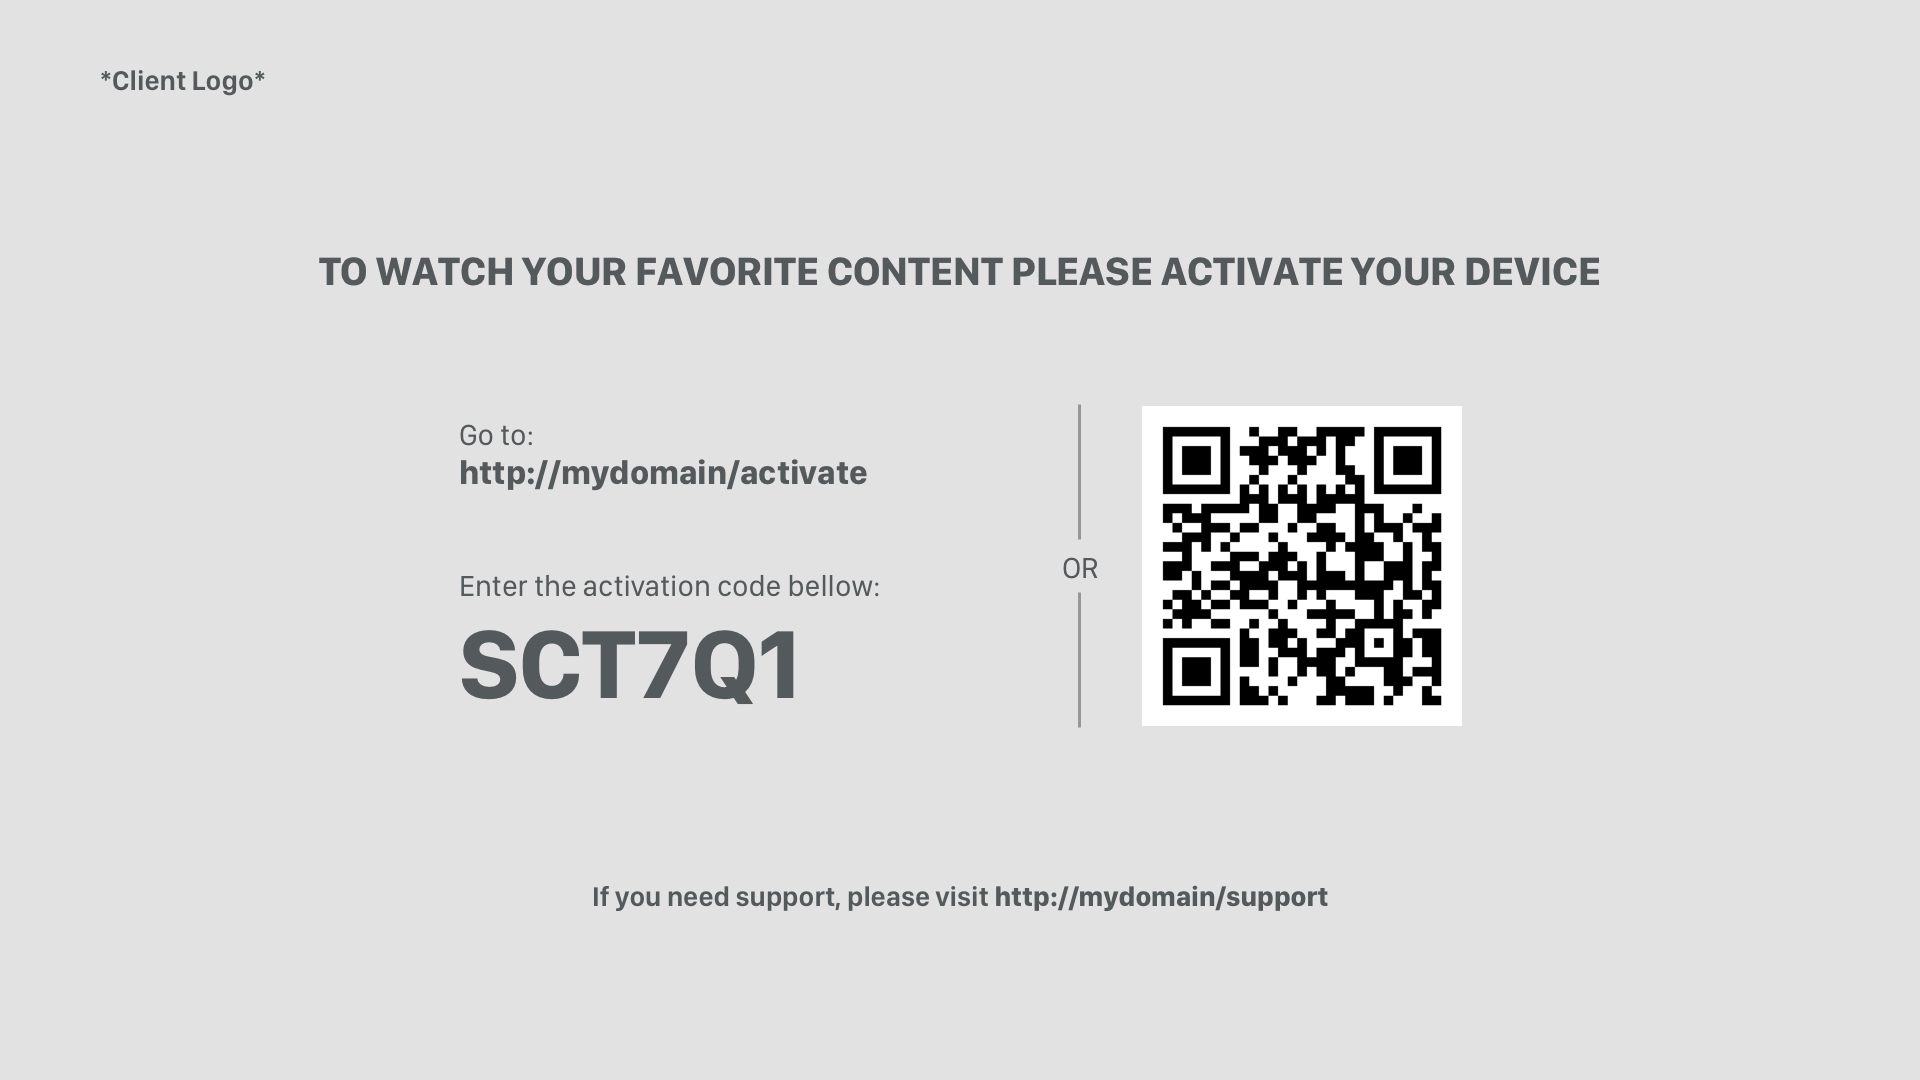 *Client Logo*
TO WATCH YOUR FAVORITE CONTENT PLEASE ACTIVATE YOUR DEVICE
Go to:
http://mydomain/activate
Enter the activation code bellow:
SCT7Q1
OR
If you need support, please visit http://mydomain/support